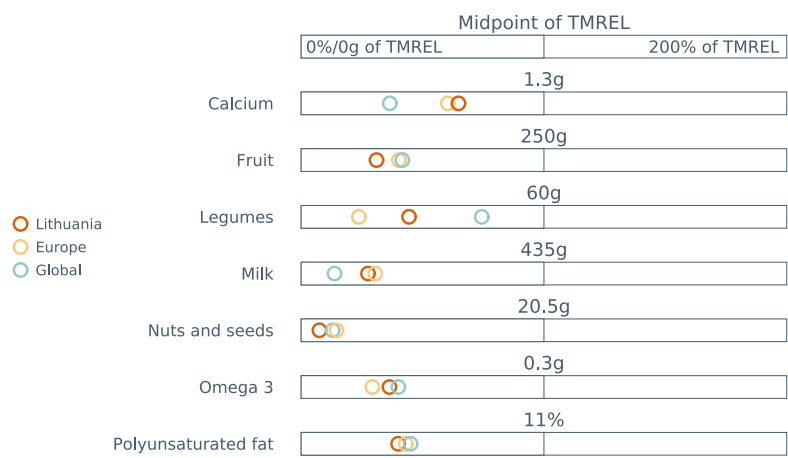 Midpoint of TMREL
0%/0g of TMREL 200% of TMREL
1.3g
Calcium
250g
Fruit
60g
Legumes
435g
Milk
20.5g
Nuts and seeds
0.3g
Omega 3
11%
Polyunsaturated fat
Lithuania
Europe
Global